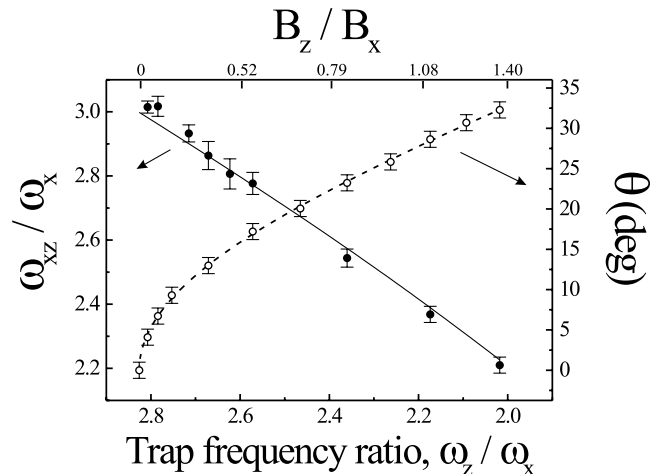 B_z / B_x
0 0.52 0.79 1.08 1.40
3.0 2.8 2.6 2.4 2.2
ω_xz / ω_x
35 30 25 20 15 10 5 0
θ (deg)
2.8 2.6 2.4 2.2 2.0
Trap frequency ratio, ω_z / ω_x